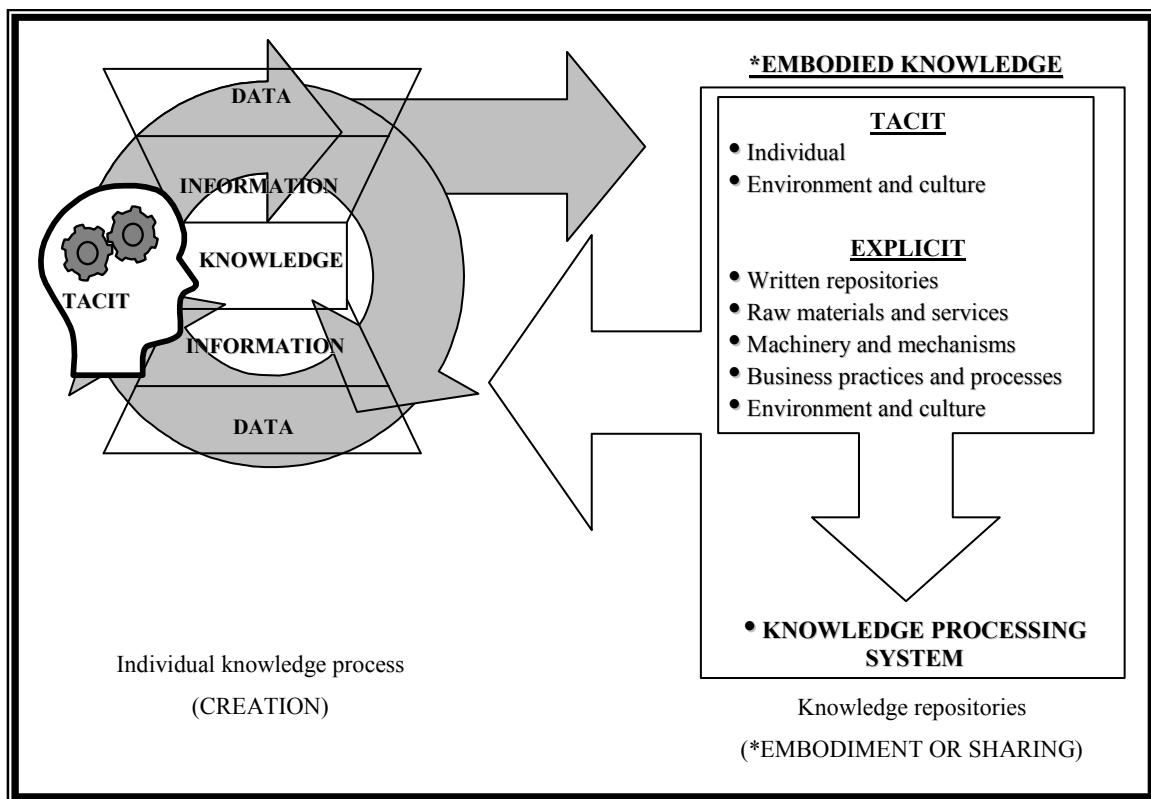 DATA
INFORMATION
KNOWLEDGE
TACIT
INFORMATION
DATA
Individual knowledge process
(CREATION)
*EMBODIED KNOWLEDGE
TACIT
• Individual
• Environment and culture
EXPLICIT
• Written repositories
• Raw materials and services
• Machinery and mechanisms
• Business practices and processes
• Environment and culture
• KNOWLEDGE PROCESSING
SYSTEM
Knowledge repositories
(*EMBODIMENT OR SHARING)